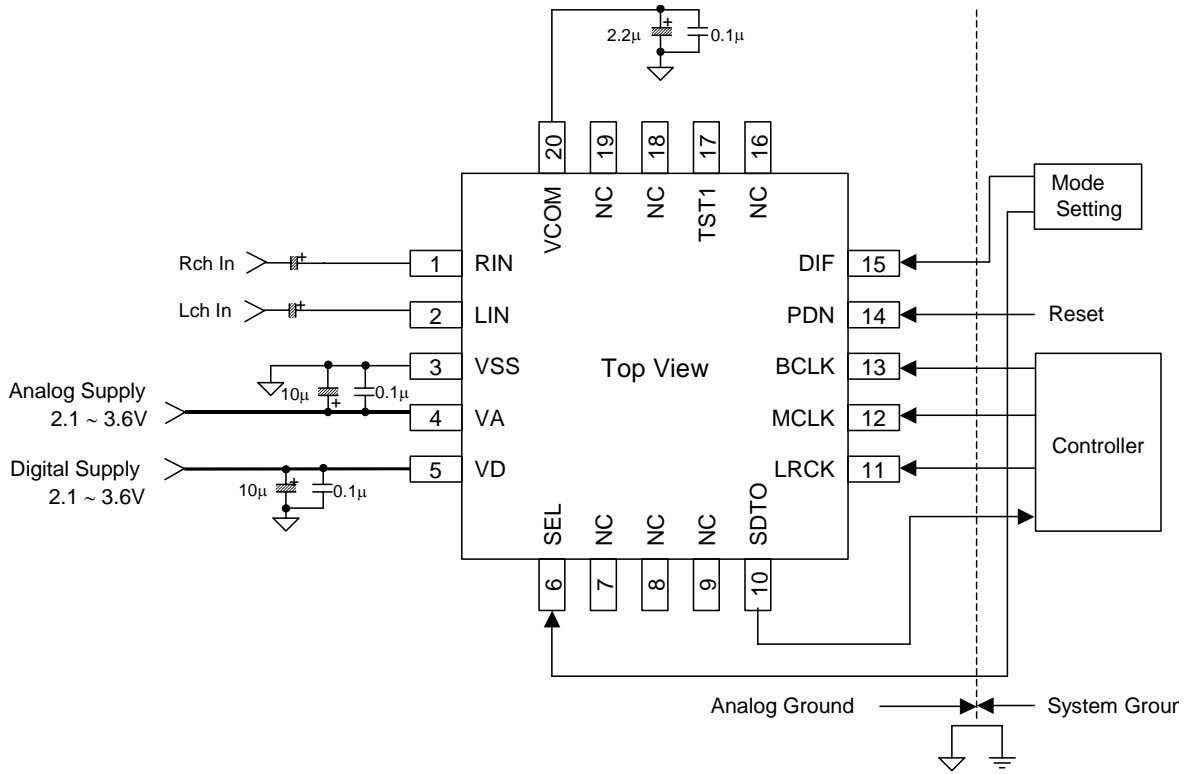 2.2μ
+
0.1μ
20
19
18
17
16
VCOM
NC
NC
TST1
NC
Mode
Setting
Rch In
+
1
RIN
DIF
15
Lch In
+
2
LIN
PDN
14
Reset
3
VSS
Top View
BCLK
13
10μ
+
0.1μ
Analog Supply
2.1 ~ 3.6V
4
VA
MCLK
12
Controller
Digital Supply
2.1 ~ 3.6V
5
VD
LRCK
11
10μ
+
0.1μ
SEL
NC
NC
NC
SDTO
6
7
8
9
10
Analog Ground
System Groun